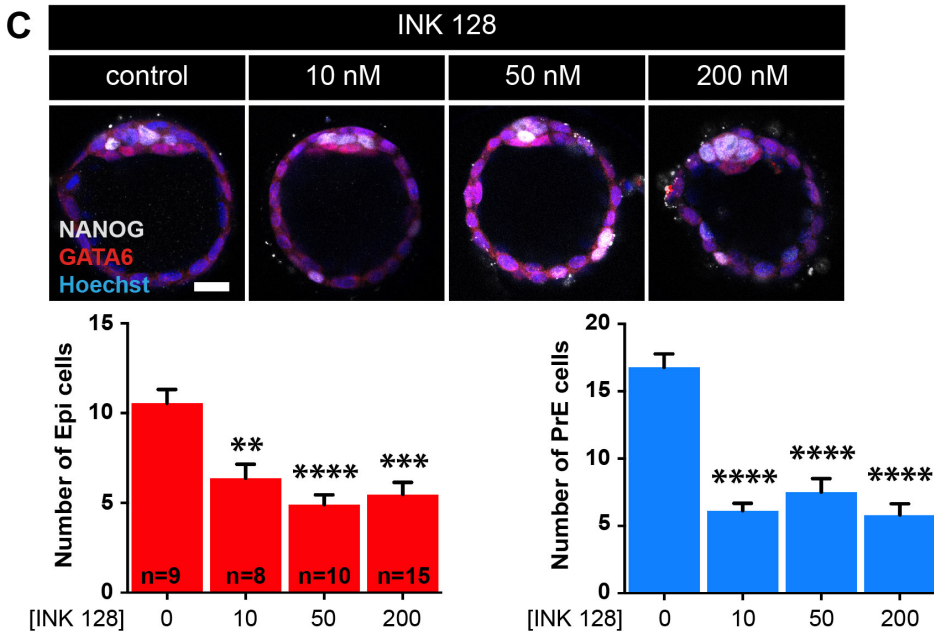 C
INK 128
control 10 nM 50 nM 200 nM
NANOG
GATA6
Hoechst
Number of Epi cells
15
10
5
0
** **** ***
n=9 n=8 n=10 n=15
[INK 128] 0 10 50 200
Number of PrE cells
20
15
10
5
0
**** **** ****
[INK 128] 0 10 50 200